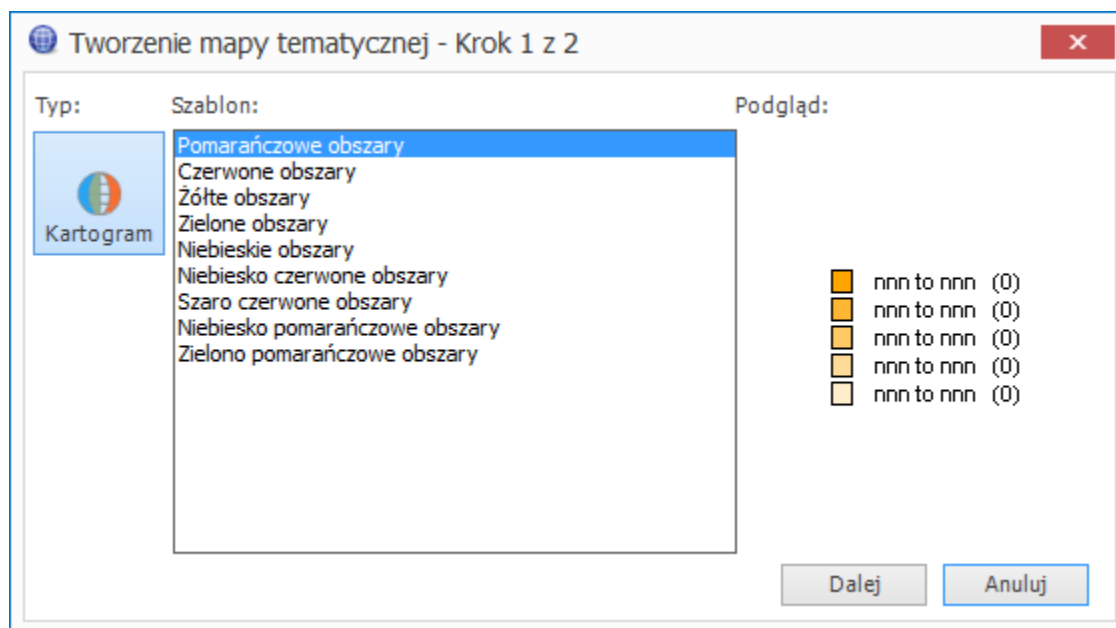 Tworzenie mapy tematycznej - Krok 1 z 2
Typ:
Szablon:
Podgląd:
Kartogram
Pomarańczowe obszary
Czerwone obszary
Żółte obszary
Zielone obszary
Niebieskie obszary
Niebiesko czerwone obszary
Szaro czerwone obszary
Niebiesko pomarańczowe obszary
Zielono pomarańczowe obszary
nnn to nnn (0)
nnn to nnn (0)
nnn to nnn (0)
nnn to nnn (0)
nnn to nnn (0)
Dalej
Anuluj